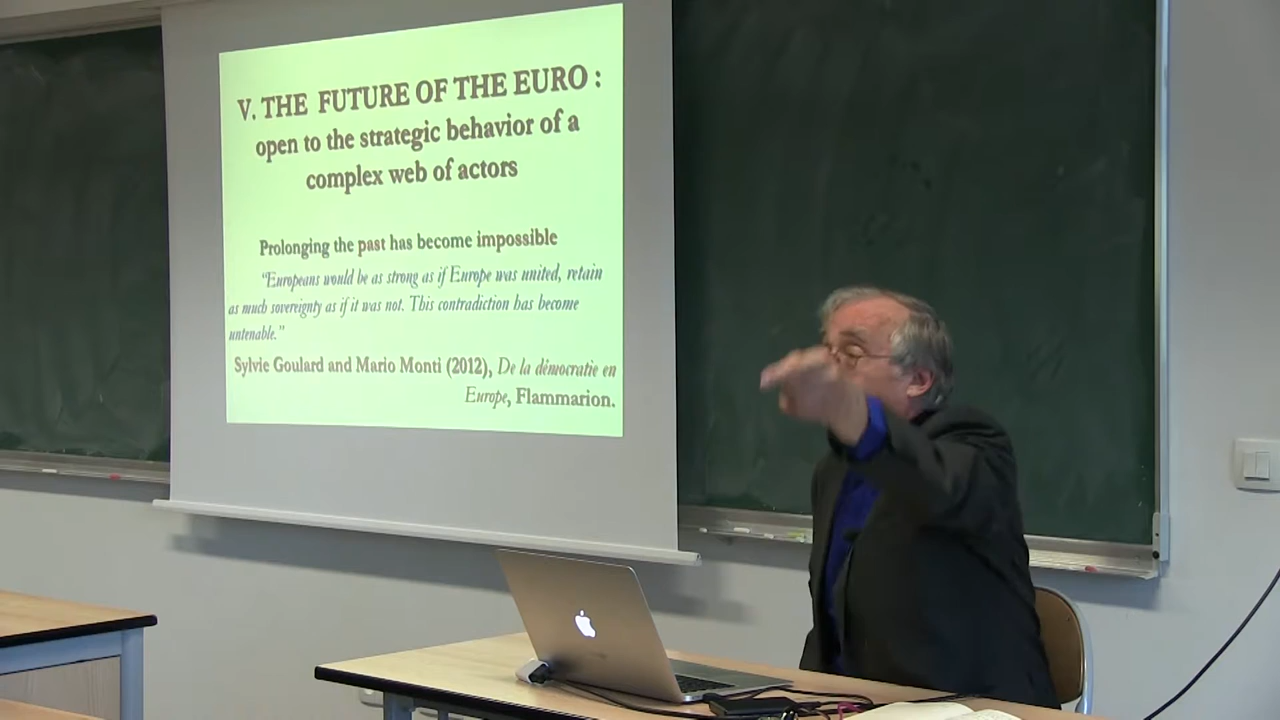 V. THE FUTURE OF THE EURO :
open to the strategic behavior of a
complex web of actors
Prolonging the past has become impossible
“Europeans would be as strong as if Europe was united, retain
as much sovereignty as if it was not. This contradiction has become
untenable.”
Sylvie Goulard and Mario Monti (2012), De la démocratie en
Europe, Flammarion.